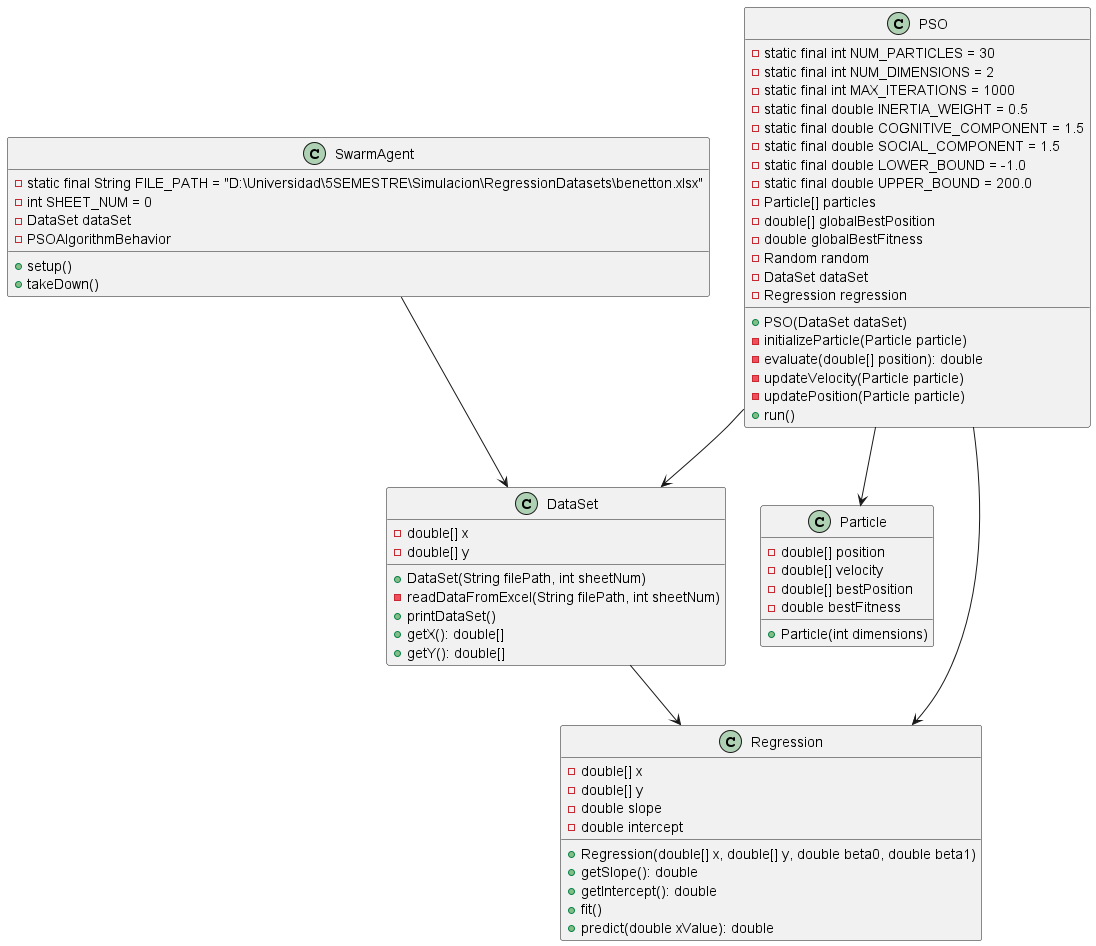 C PSO
static final int NUM_PARTICLES = 30
static final int NUM_DIMENSIONS = 2
static final int MAX_ITERATIONS = 1000
static final double INERTIA_WEIGHT = 0.5
static final double COGNITIVE_COMPONENT = 1.5
static final double SOCIAL_COMPONENT = 1.5
static final double LOWER_BOUND = -1.0
static final double UPPER_BOUND = 200.0
Particle[] particles
double[] globalBestPosition
double globalBestFitness
Random random
DataSet dataSet
Regression regression
PSO(DataSet dataSet)
initializeParticle(Particle particle)
evaluate(double[] position): double
updateVelocity(Particle particle)
updatePosition(Particle particle)
run()
C SwarmAgent
static final String FILE_PATH = "D:\Universidad\5SEMESTRE\Simulacion\RegressionDatasets\benetton.xlsx"
int SHEET_NUM = 0
DataSet dataSet
PSOAlgorithmBehavior
setup()
takeDown()
C DataSet
double[] x
double[] y
DataSet(String filePath, int sheetNum)
readDataFromExcel(String filePath, int sheetNum)
printDataSet()
getX(): double[]
getY(): double[]
C Particle
double[] position
double[] velocity
double[] bestPosition
double bestFitness
Particle(int dimensions)
C Regression
double[] x
double[] y
double slope
double intercept
Regression(double[] x, double[] y, double beta0, double beta1)
getSlope(): double
getIntercept(): double
fit()
predict(double xValue): double